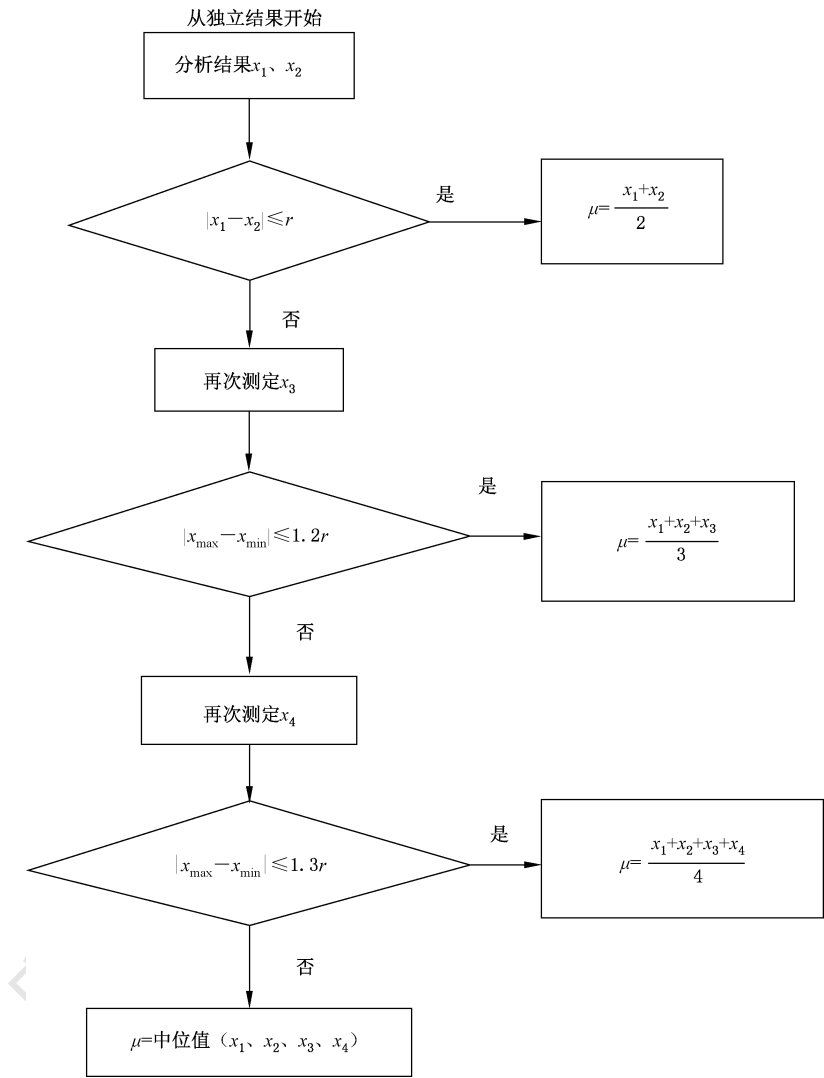 从独立结果开始
分析结果x₁、x₂
|x₁−x₂|≤r
是
μ=(x₁+x₂)/2
否
再次测定x₃
|xmax−xmin|≤1.2r
是
μ=(x₁+x₂+x₃)/3
否
再次测定x₄
|xmax−xmin|≤1.3r
是
μ=(x₁+x₂+x₃+x₄)/4
否
μ=中位值（x₁、x₂、x₃、x₄）